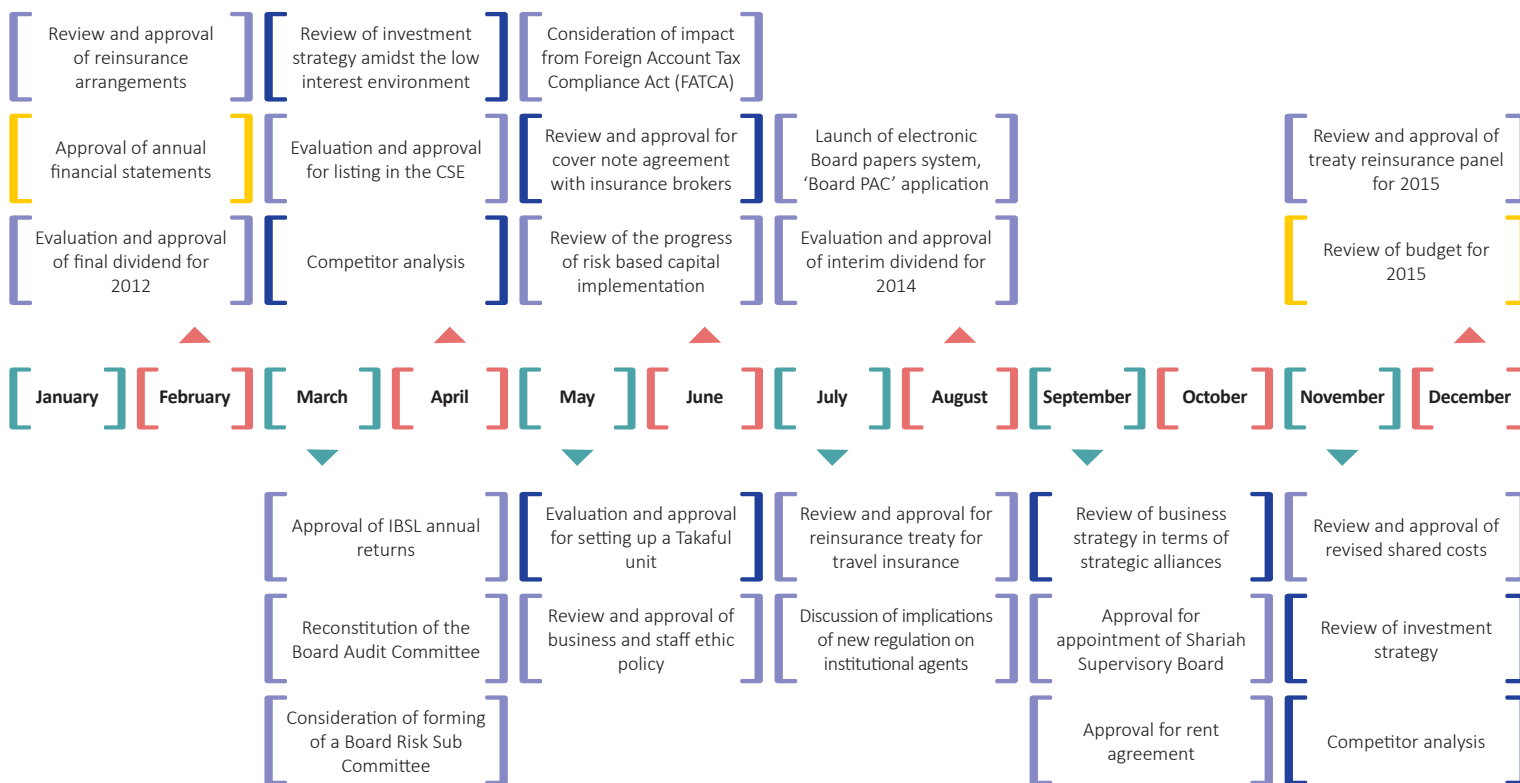 Review and approval
of reinsurance
arrangements
Approval of annual
financial statements
Evaluation and approval
of final dividend for
2012
Review of investment
strategy amidst the low
interest environment
Evaluation and approval
for listing in the CSE
Competitor analysis
Consideration of impact
from Foreign Account Tax
Compliance Act (FATCA)
Review and approval for
cover note agreement
with insurance brokers
Review of the progress
of risk based capital
implementation
Launch of electronic
Board papers system,
‘Board PAC’ application
Evaluation and approval
of interim dividend for
2014
Review and approval of
treaty reinsurance panel
for 2015
Review of budget for
2015
January
February
March
April
May
June
July
August
September
October
November
December
Approval of IBSL annual
returns
Reconstitution of the
Board Audit Committee
Consideration of forming
of a Board Risk Sub
Committee
Evaluation and approval
for setting up a Takaful
unit
Review and approval of
business and staff ethic
policy
Review and approval for
reinsurance treaty for
travel insurance
Discussion of implications
of new regulation on
institutional agents
Review of business
strategy in terms of
strategic alliances
Approval for
appointment of Shariah
Supervisory Board
Approval for rent
agreement
Review and approval of
revised shared costs
Review of investment
strategy
Competitor analysis